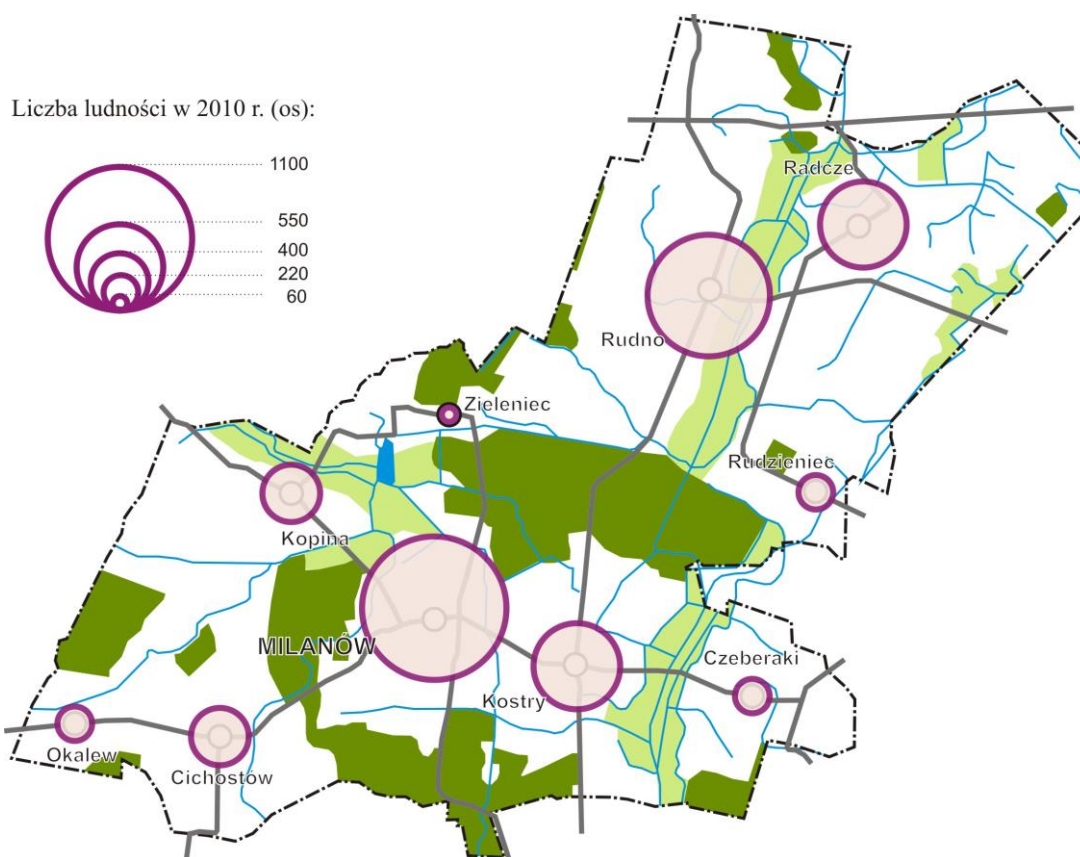 Liczba ludności w 2010 r. (os):
1100
550
400
220
60
Radcze
Rudno
Zieleniec
Rudzieniec
Kopina
MILANÓW
Czeberaki
Kostry
Okalew
Cichostów